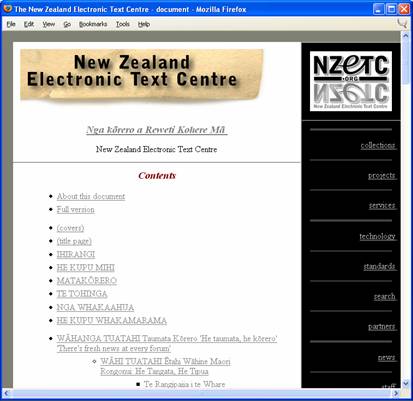 The New Zealand Electronic Text Centre - document - Mozilla Firefox
File Edit View Go Bookmarks Tools Help
New Zealand
Electronic Text Centre
Nga kōrero a Reweti Kohere Mā
New Zealand Electronic Text Centre
Contents
About this document
Full version
(covers)
(title page)
IHIRANGI
HE KUPU MIHI
MATAKŌRERO
TE TOHINGA
NGA WHAKAAHUA
HE KUPU WHAKAMARAMA
WĀHANGA TUATAHI Taumata Kōrero 'He taumata, he kōrero'
'There's fresh news at every forum'
WĀHI TUATAHI Ētahi Wāhine Maori
Rongonui: He Tangata, He Tipua
Te Rangipaiia i te Whare
NZETC
.ORG
NZETC
collections
projects
services
technology
standards
search
partners
news
staff